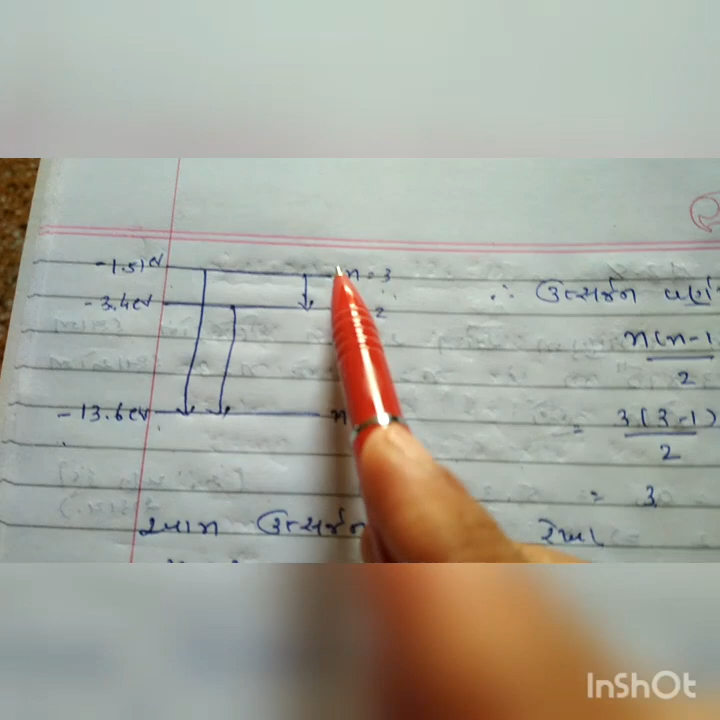 -1.51eV n = 3
-3.4eV 2
-13.6eV n
∴ ઉત્સર્જન
n(n-1
2
= 3(3-1)
2
= 3
ઉત્સર્જન રેખા
InShOt